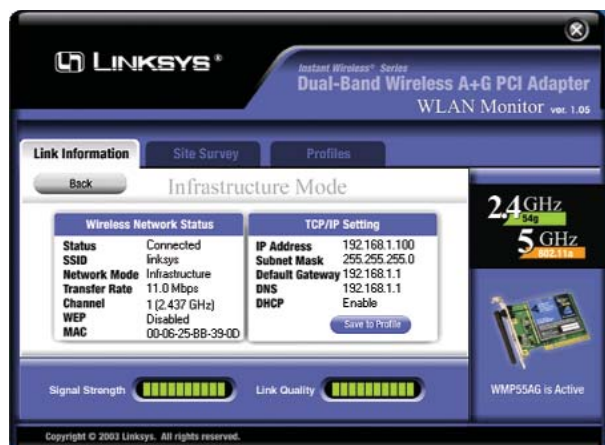 LINKSYS®
Instant Wireless® Series
Dual-Band Wireless A+G PCI Adapter
WLAN Monitor ver. 1.05
Link Information
Site Survey
Profiles
Back
Infrastructure Mode
Wireless Network Status
Status Connected
SSID linksys
Network Mode Infrastructure
Transfer Rate 11.0 Mbps
Channel 1 (2.437 GHz)
WEP Disabled
MAC 00-06-25-BB-39-0D
TCP/IP Setting
IP Address 192.168.1.100
Subnet Mask 255.255.255.0
Default Gateway 192.168.1.1
DNS 192.168.1.1
DHCP Enable
Save to Profile
2.4GHz
54g
5GHz
802.11a
Signal Strength
Link Quality
WMP55AG is Active
Copyright © 2003 Linksys. All rights reserved.